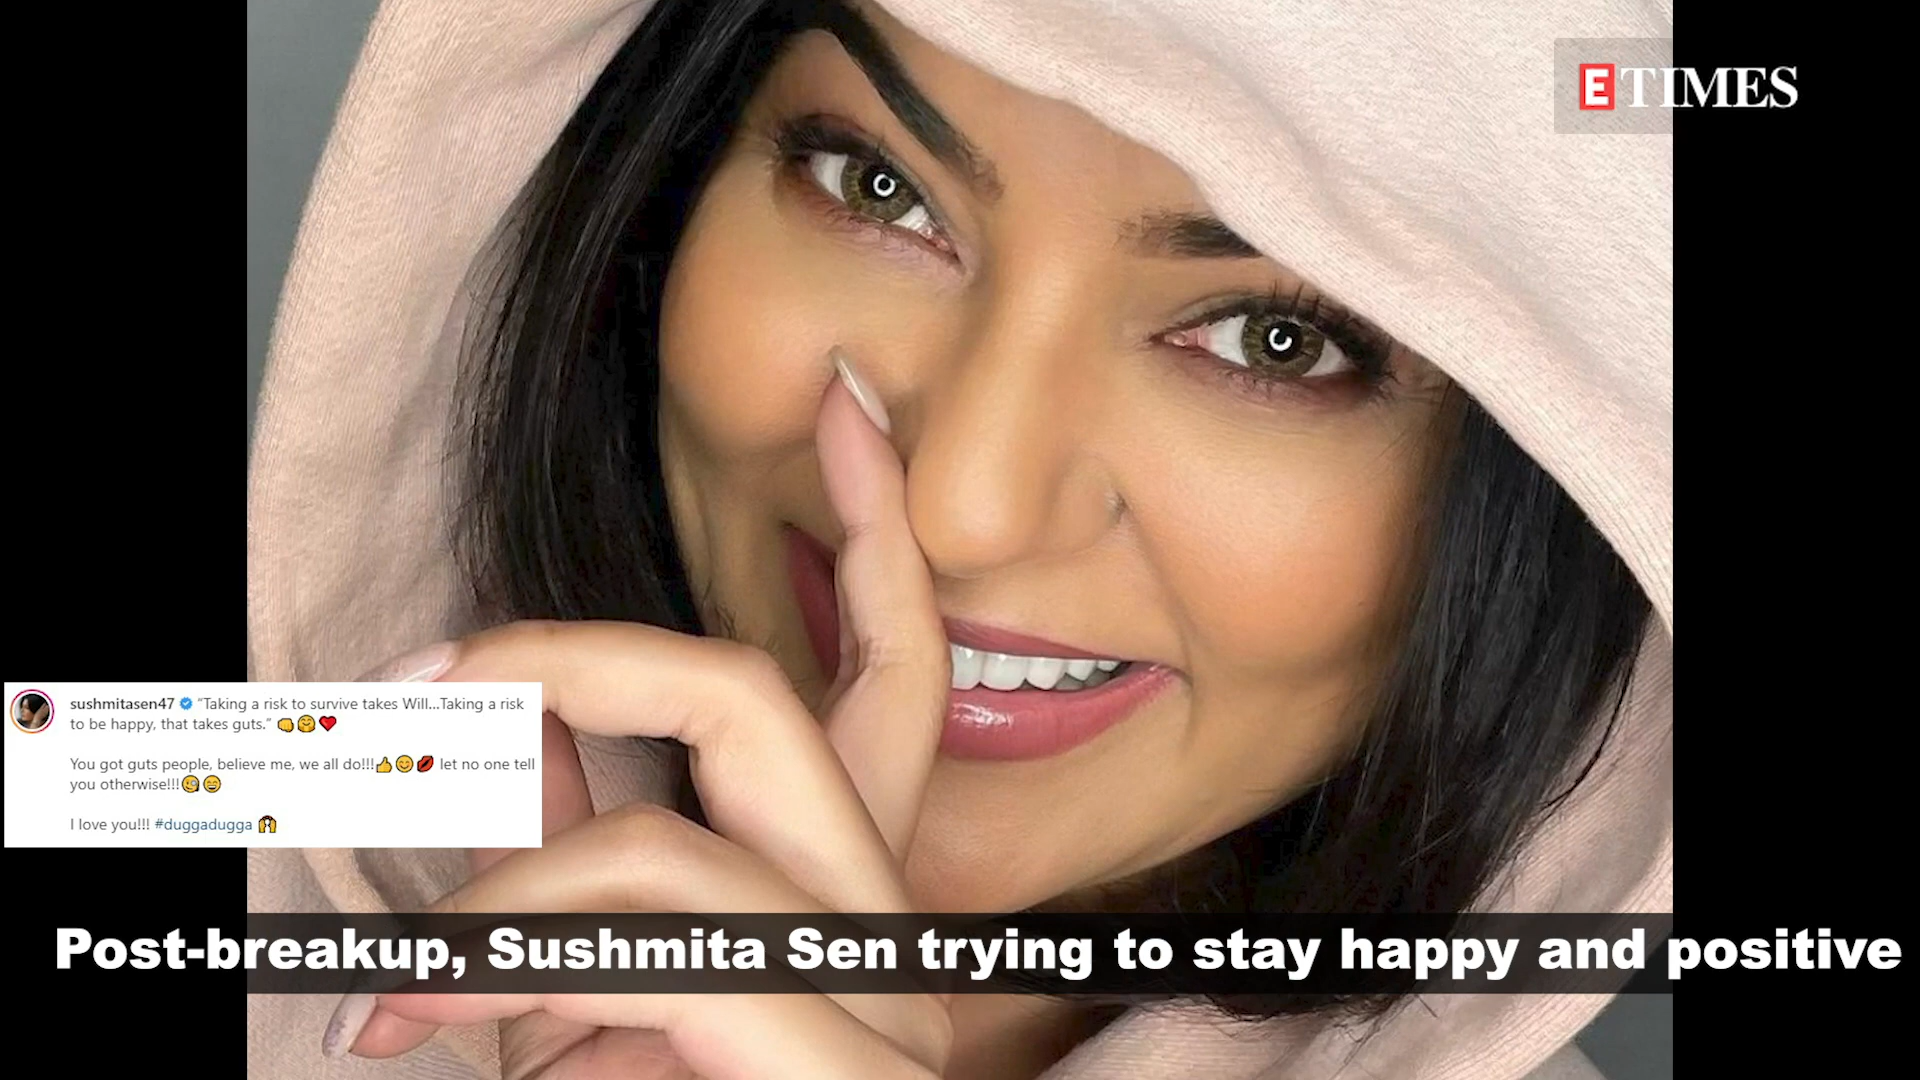 ETIMES
sushmitasen47 "Taking a risk to survive takes Will...Taking a risk
to be happy, that takes guts." 👊🤗❤️
You got guts people, believe me, we all do!!!👍😊💋 let no one tell
you otherwise!!!🧐😄
I love you!!! #duggadugga 🙌
Post-breakup, Sushmita Sen trying to stay happy and positive